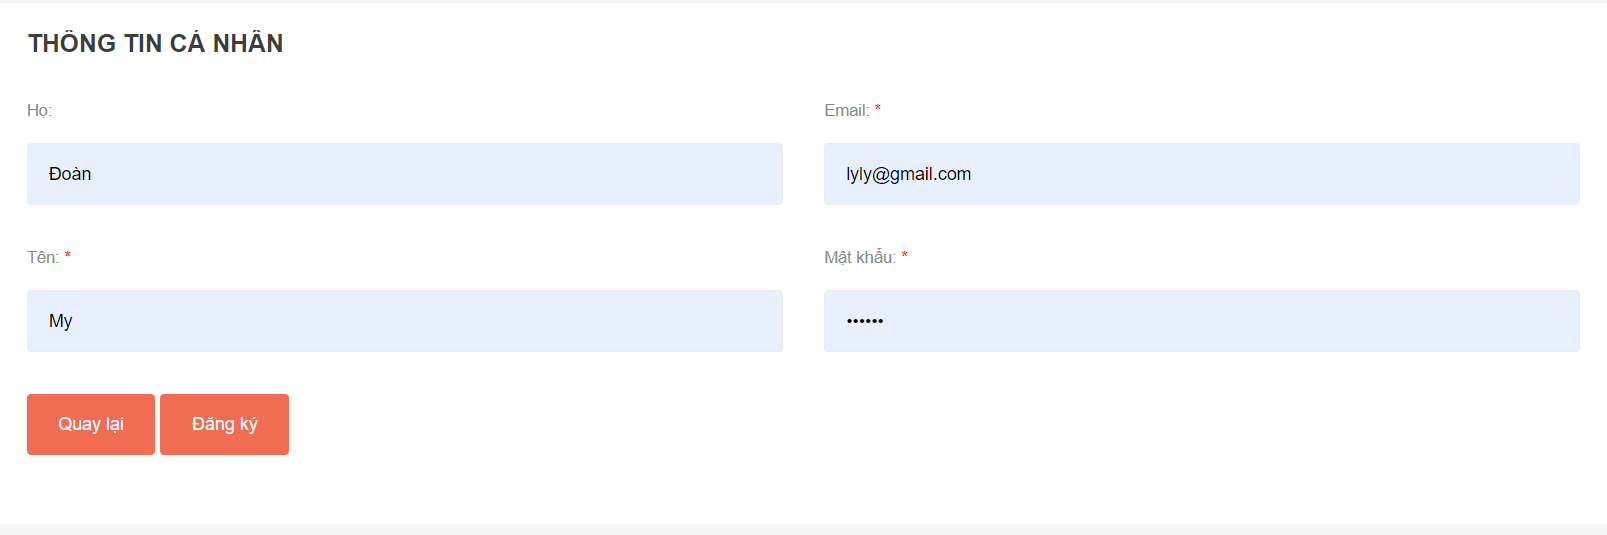 THÔNG TIN CÁ NHÂN
Họ:
Đoàn
Email: *
lyly@gmail.com
Tên: *
My
Mật khẩu: *
••••••
Quay lại
Đăng ký